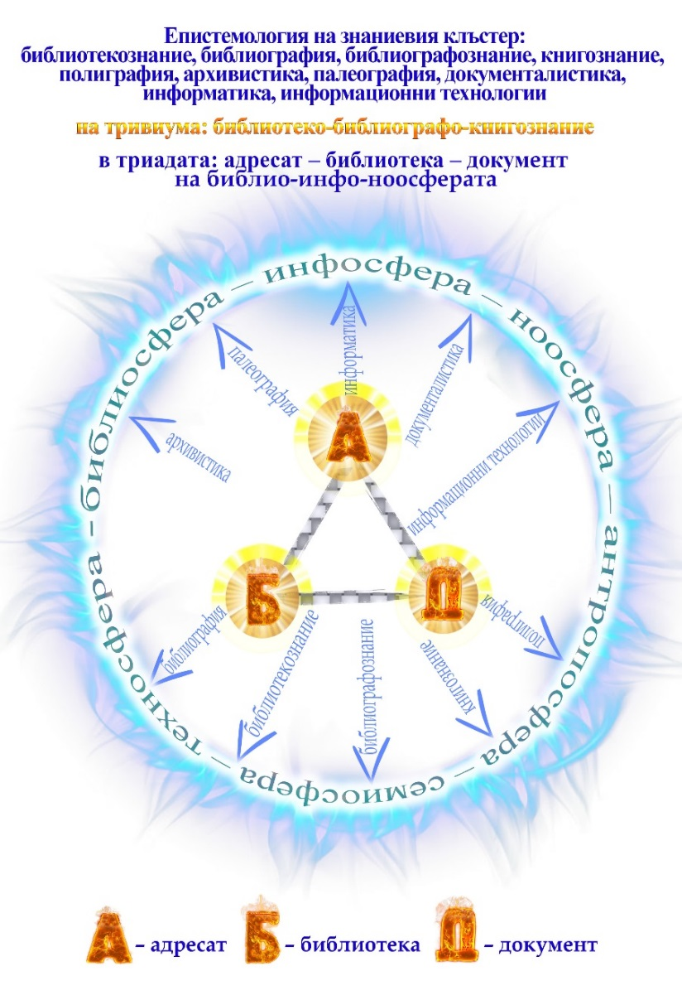 Епистемология на знаниевия клъстер:
библиотекознание, библиография, библиографознание, книгознание,
полиграфия, архивистика, палеография, документалистика,
информатика, информационни технологии
на тривиума: библиотеко-библиографо-книгознание
в триадата: адресат – библиотека – документ
на библио-инфо-ноосферата
библиосфера – инфосфера – ноосфера – антропосфера – семиосфера – техносфера -
информатика
палеография
документалистика
архивистика
информационни технологии
А
Б
Д
библиография
библиотекознание
библиографознание
книгознание
полиграфия
А – адресат Б – библиотека Д – документ